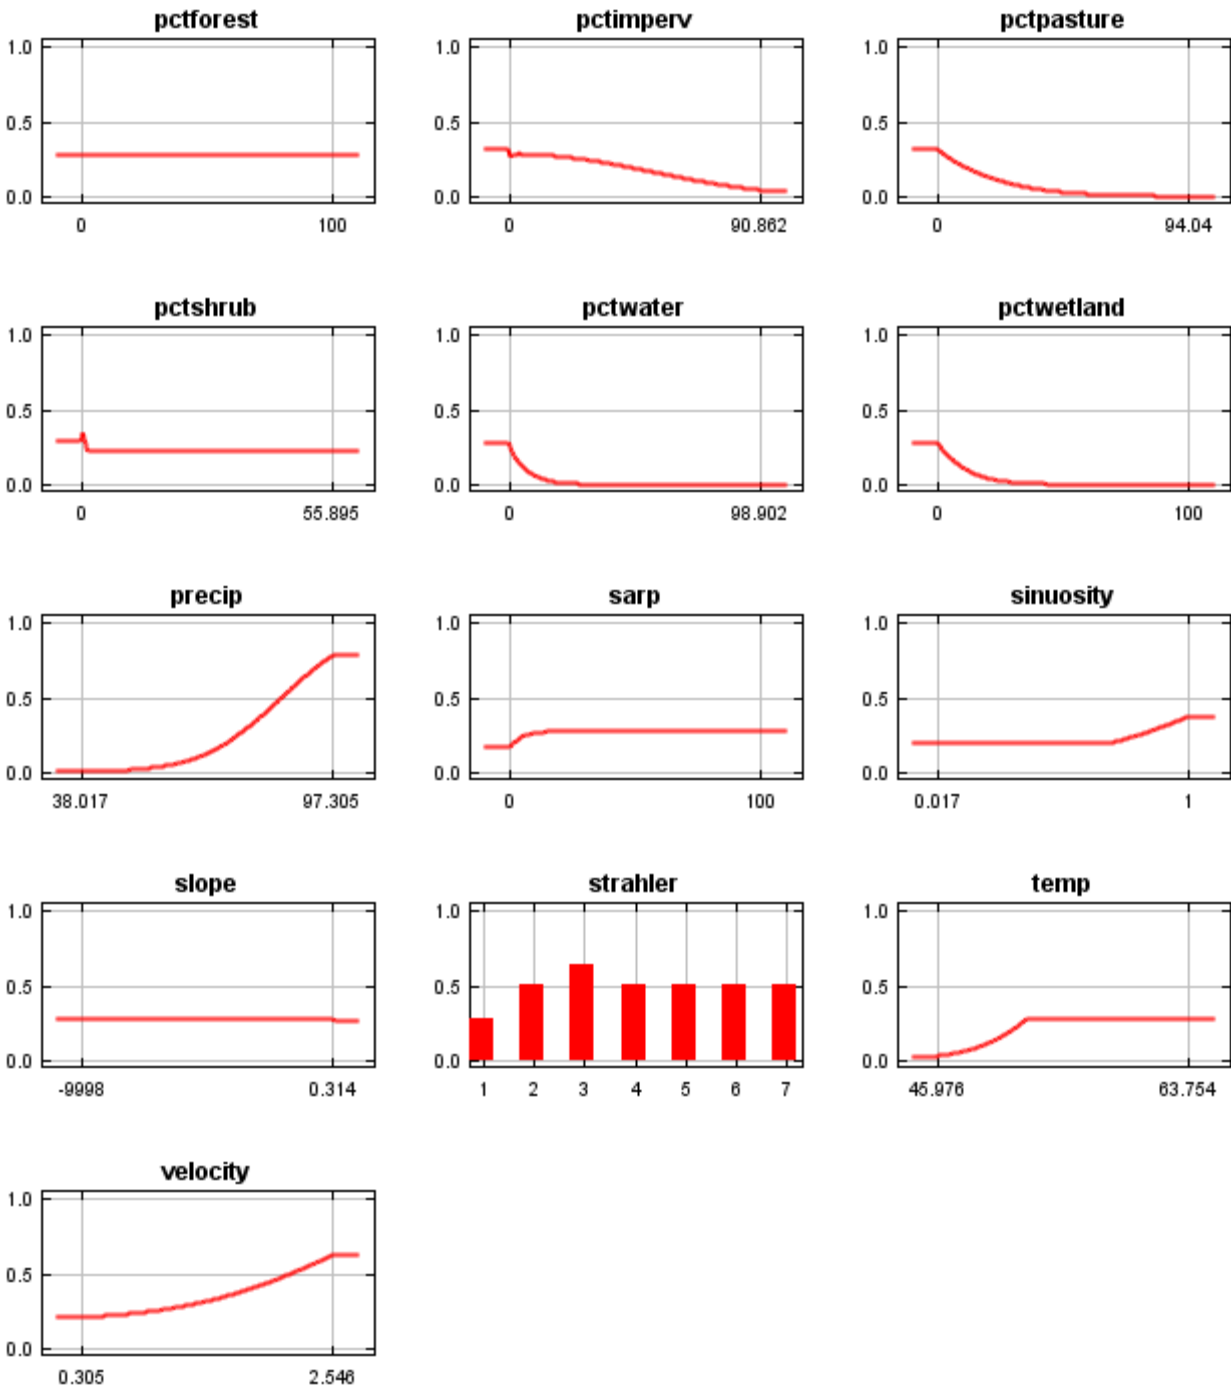 pctforest pctimperv pctpasture
1.0 1.0 1.0
0.5 0.5 0.5
0.0 0.0 0.0
0 100 0 90.862 0 94.04
pctshrub pctwater pctwetland
1.0 1.0 1.0
0.5 0.5 0.5
0.0 0.0 0.0
0 55.895 0 98.902 0 100
precip sarp sinuosity
1.0 1.0 1.0
0.5 0.5 0.5
0.0 0.0 0.0
38.017 97.305 0 100 0.017 1
slope strahler temp
1.0 1.0 1.0
0.5 0.5 0.5
0.0 0.0 0.0
-9998 0.314 1 2 3 4 5 6 7 45.976 63.754
velocity
1.0
0.5
0.0
0.305 2.546